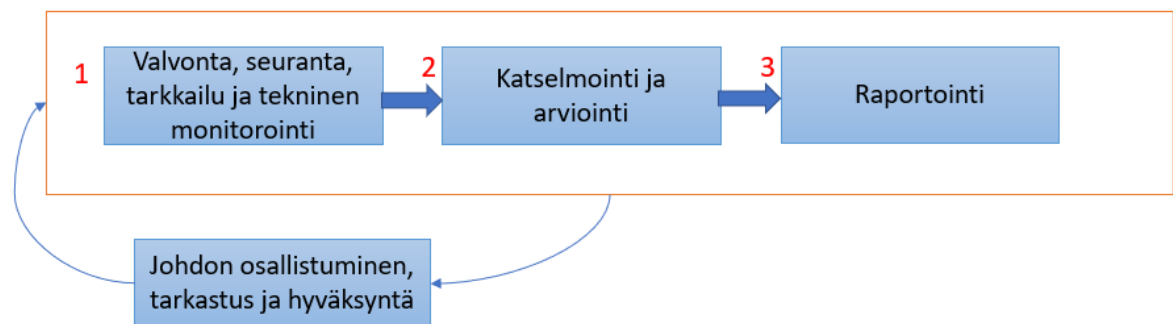 1
Valvonta, seuranta,
tarkkailu ja tekninen
monitorointi
2
Katselmointi ja
arviointi
3
Raportointi
Johdon osallistuminen,
tarkastus ja hyväksyntä